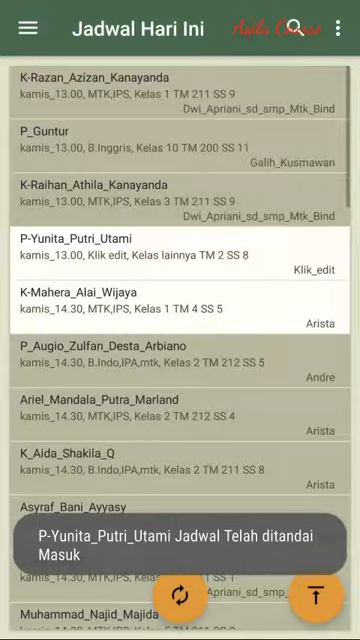 Jadwal Hari Ini
K-Razan_Azizan_Kanayanda
kamis_13.00, MTK,IPS, Kelas 1 TM 211 SS 9
Dwi_Apriani_sd_smp_Mtk_Bind
P_Guntur
kamis_13.00, B.Inggris, Kelas 10 TM 200 SS 11
Galih_Kusmawan
K-Raihan_Athila_Kanayanda
kamis_13.00, MTK,IPS, Kelas 3 TM 211 SS 9
Dwi_Apriani_sd_smp_Mtk_Bind
P-Yunita_Putri_Utami
kamis_13.00, Klik edit, Kelas lainnya TM 2 SS 8
Klik_edit
K-Mahera_Alai_Wijaya
kamis_14.30, MTK,IPS, Kelas 1 TM 4 SS 5
Arista
P_Augio_Zulfan_Desta_Arbiano
kamis_14.30, B.Indo,IPA,mtk, Kelas 2 TM 212 SS 5
Andre
Ariel_Mandala_Putra_Marland
kamis_14.30, MTK,IPS, Kelas 2 TM 212 SS 4
Arista
K_Aida_Shakila_Q
kamis_14.30, B.Indo,IPA,mtk, Kelas 2 TM 211 SS 8
Arista
Asyraf_Bani_Ayyasy
P-Yunita_Putri_Utami Jadwal Telah ditandai
Masuk
Muhammad_Najid_Majida